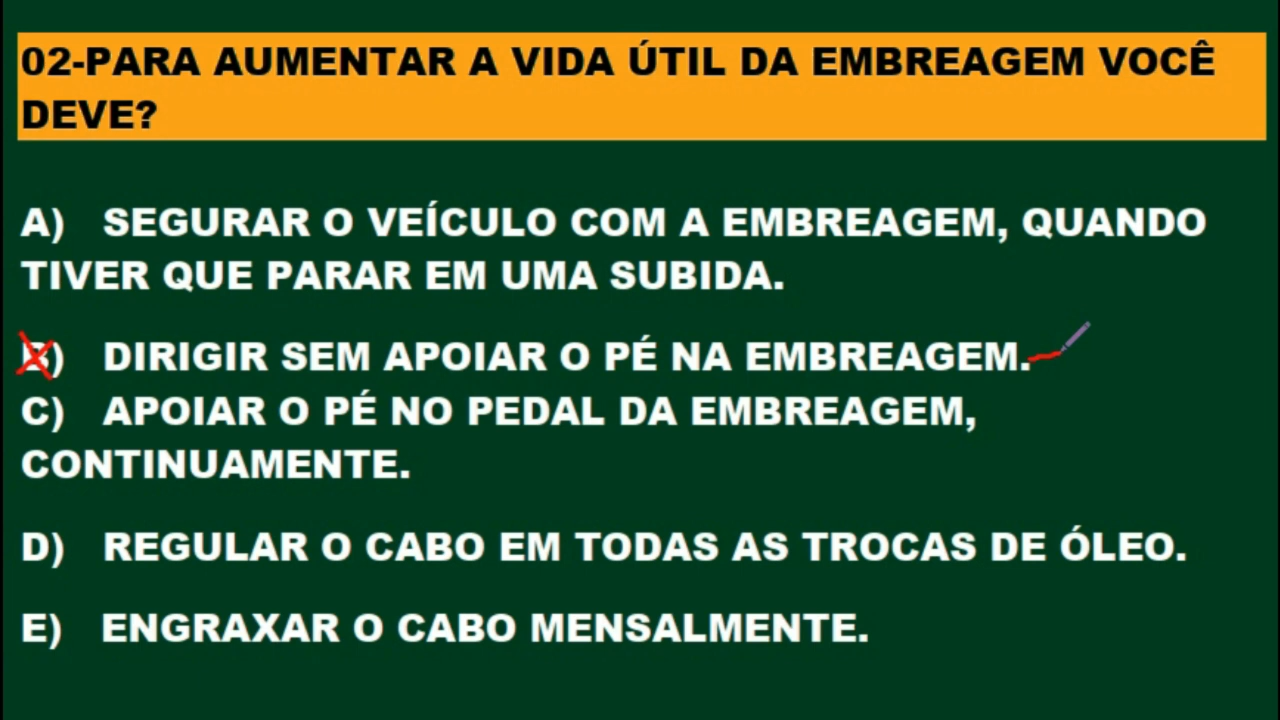 02-PARA AUMENTAR A VIDA ÚTIL DA EMBREAGEM VOCÊ
DEVE?
A) SEGURAR O VEÍCULO COM A EMBREAGEM, QUANDO
TIVER QUE PARAR EM UMA SUBIDA.
B) DIRIGIR SEM APOIAR O PÉ NA EMBREAGEM.
C) APOIAR O PÉ NO PEDAL DA EMBREAGEM,
CONTINUAMENTE.
D) REGULAR O CABO EM TODAS AS TROCAS DE ÓLEO.
E) ENGRAXAR O CABO MENSALMENTE.